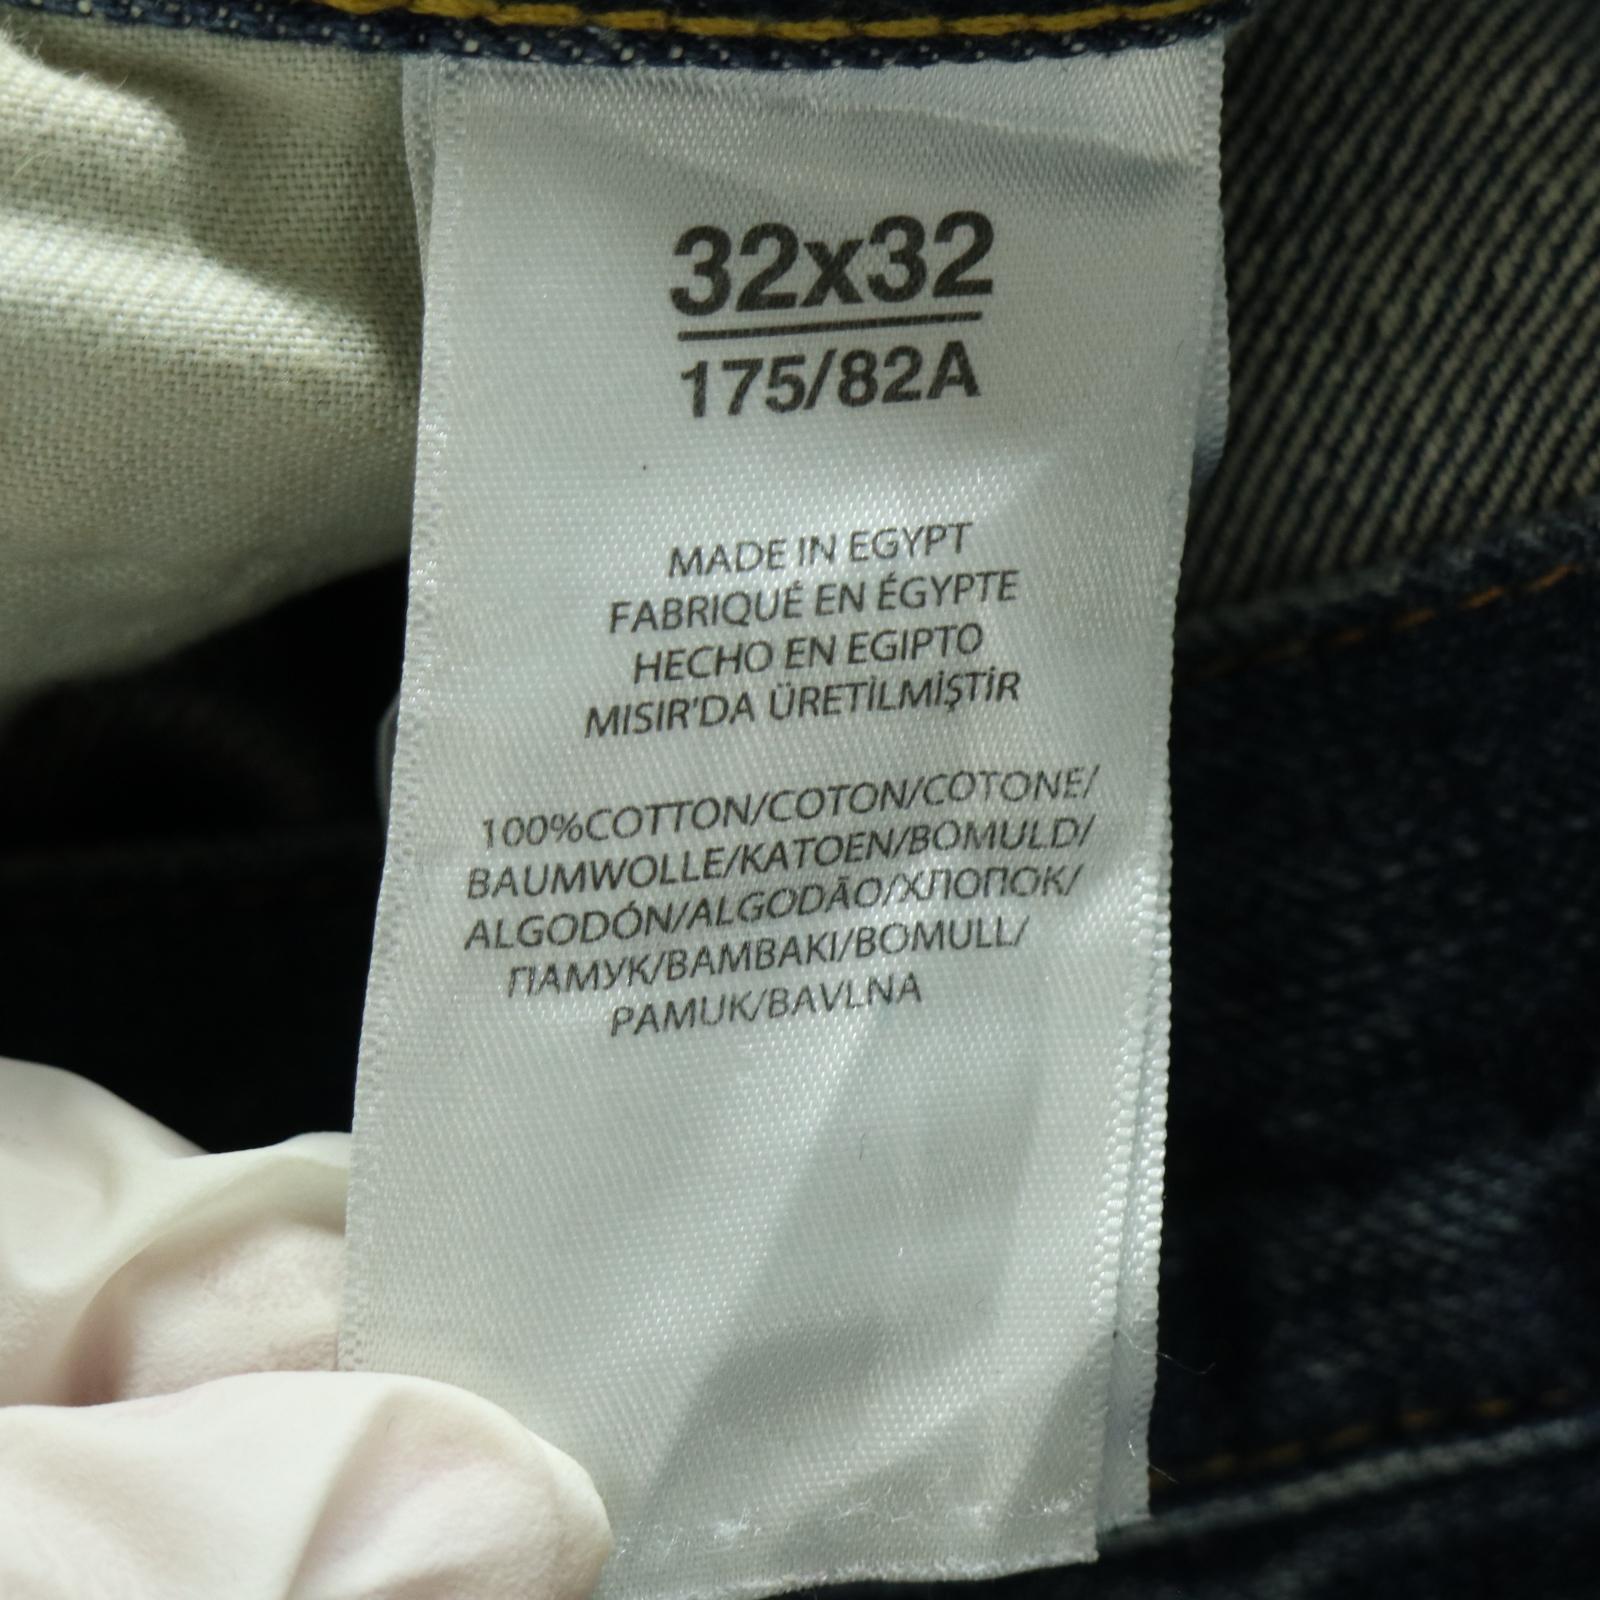 32x32
175/82A
MADE IN EGYPT
FABRIQUÉ EN ÉGYPTE
HECHO EN EGIPTO
MISIR'DA ÜRETİLMİŞTİR
100%COTTON/COTON/COTONE/
BAUMWOLLE/KATOEN/BOMULD/
ALGODÓN/ALGODÃO/ХЛОПОК/
ПАМУК/BAMBAKI/BOMULL/
PAMUK/BAVLNA